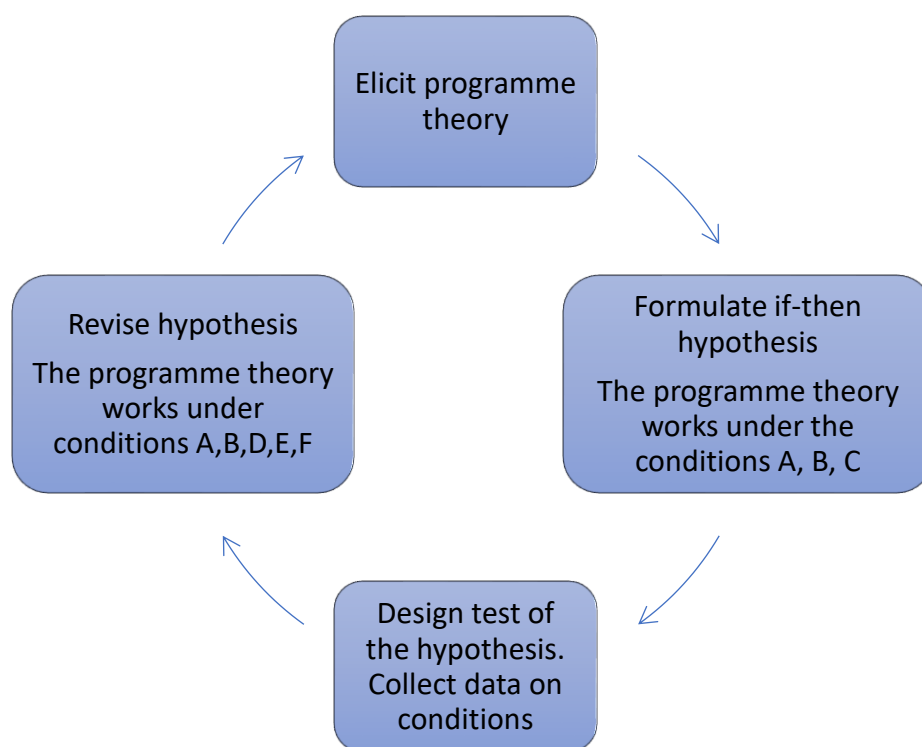 Elicit programme
theory
Formulate if-then
hypothesis
The programme theory
works under the
conditions A, B, C
Design test of
the hypothesis.
Collect data on
conditions
Revise hypothesis
The programme theory
works under
conditions A,B,D,E,F